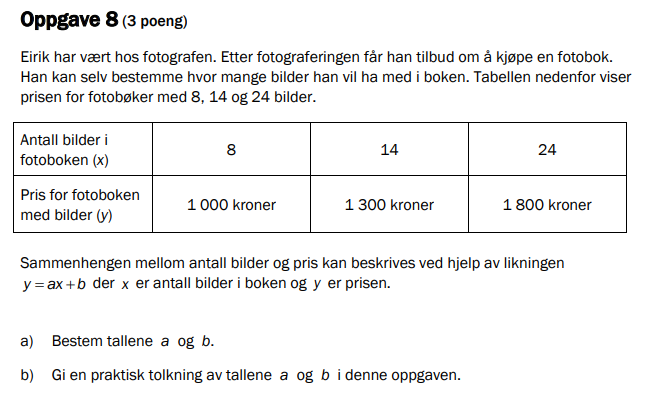 Oppgave 8 (3 poeng)
Eirik har vært hos fotografen. Etter fotograferingen får han tilbud om å kjøpe en fotobok.
Han kan selv bestemme hvor mange bilder han vil ha med i boken. Tabellen nedenfor viser
prisen for fotobøker med 8, 14 og 24 bilder.
Antall bilder i
fotoboken (x)
8
14
24
Pris for fotoboken
med bilder (y)
1 000 kroner
1 300 kroner
1 800 kroner
Sammenhengen mellom antall bilder og pris kan beskrives ved hjelp av likningen
y = ax + b der x er antall bilder i boken og y er prisen.
a) Bestem tallene a og b.
b) Gi en praktisk tolkning av tallene a og b i denne oppgaven.